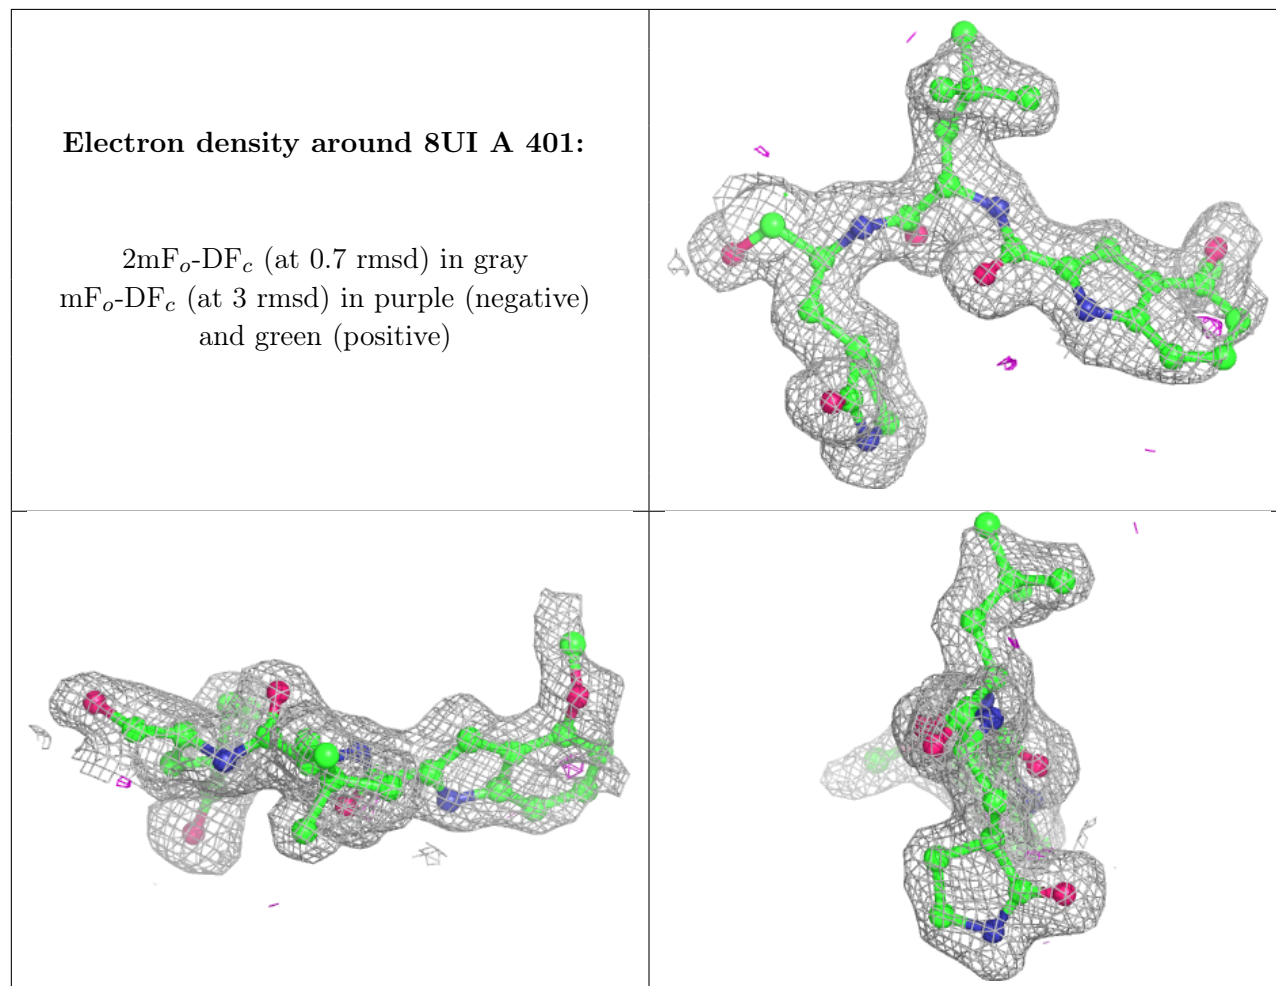 Electron density around 8UI A 401:
2mFo-DFc (at 0.7 rmsd) in gray
mFo-DFc (at 3 rmsd) in purple (negative)
and green (positive)